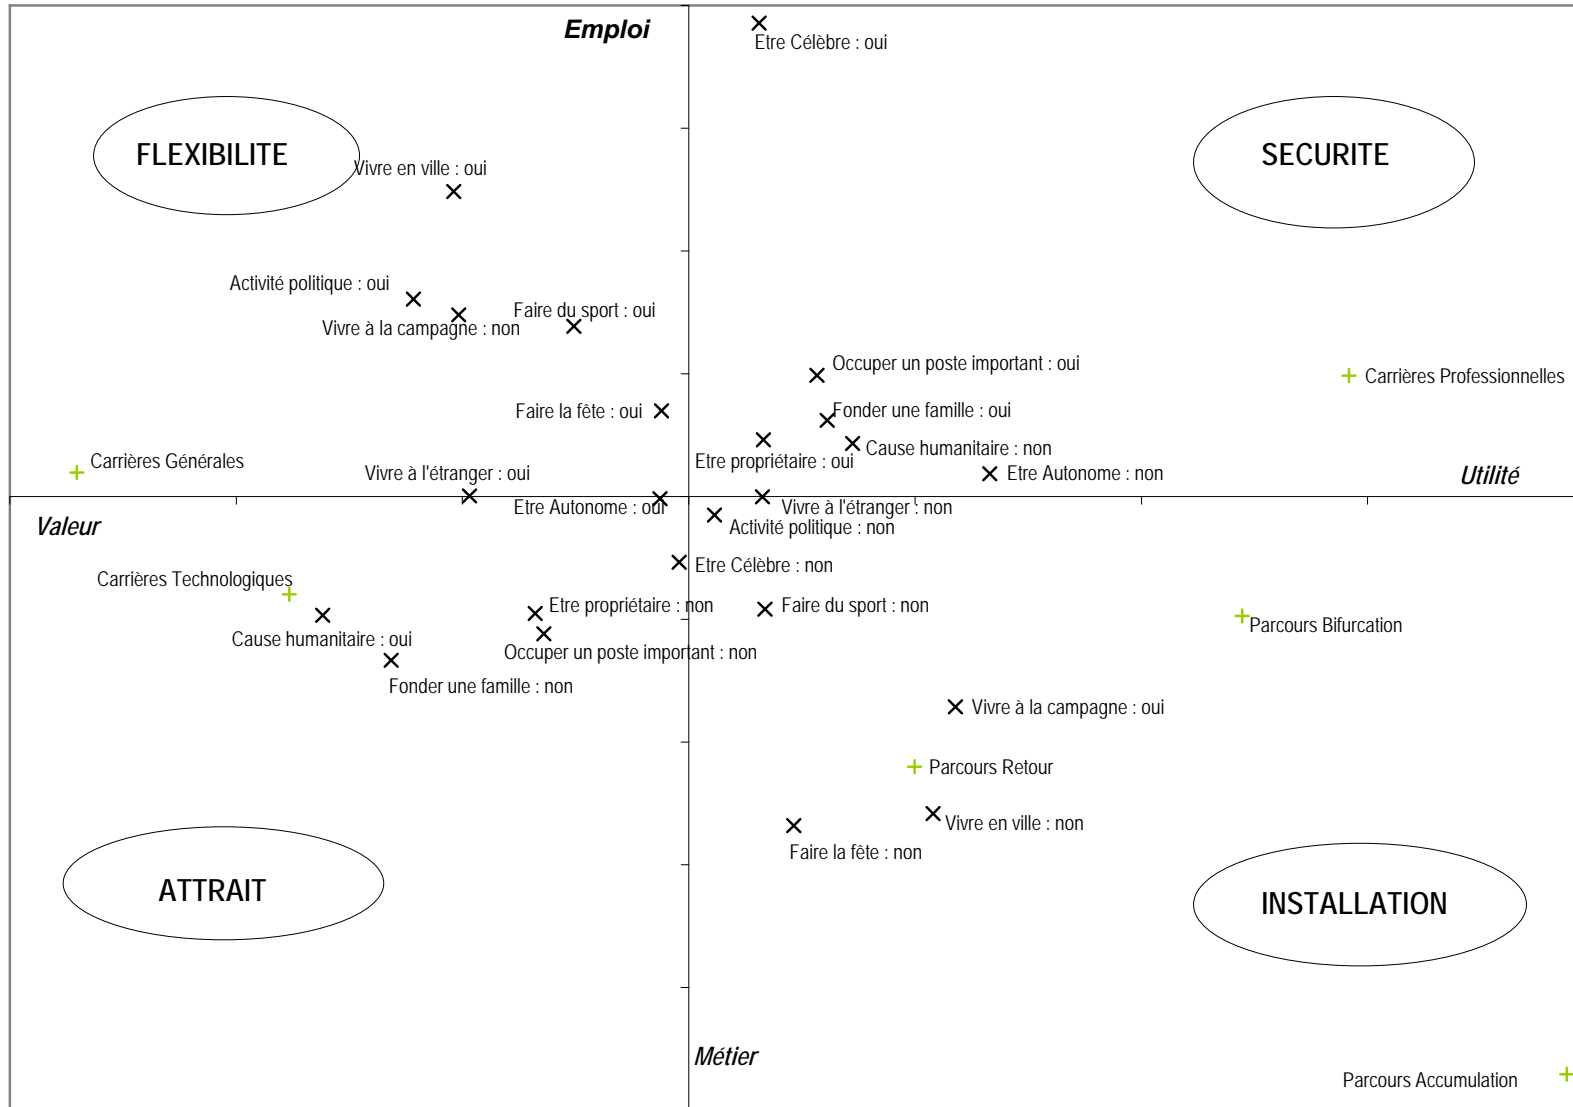 Emploi
Etre Célèbre : oui
FLEXIBILITE
SECURITE
Vivre en ville : oui
Activité politique : oui
Faire du sport : oui
Vivre à la campagne : non
Occuper un poste important : oui
Carrières Professionnelles
Faire la fête : oui
Fonder une famille : oui
Cause humanitaire : non
Etre propriétaire : oui
Carrières Générales
Vivre à l'étranger : oui
Etre Autonome : non
Utilité
Etre Autonome : oui
Vivre à l'étranger : non
Valeur
Activité politique : non
Etre Célèbre : non
Carrières Technologiques
Etre propriétaire : non
Faire du sport : non
Parcours Bifurcation
Cause humanitaire : oui
Occuper un poste important : non
Fonder une famille : non
Vivre à la campagne : oui
Parcours Retour
Vivre en ville : non
Faire la fête : non
ATTRAIT
INSTALLATION
Métier
Parcours Accumulation